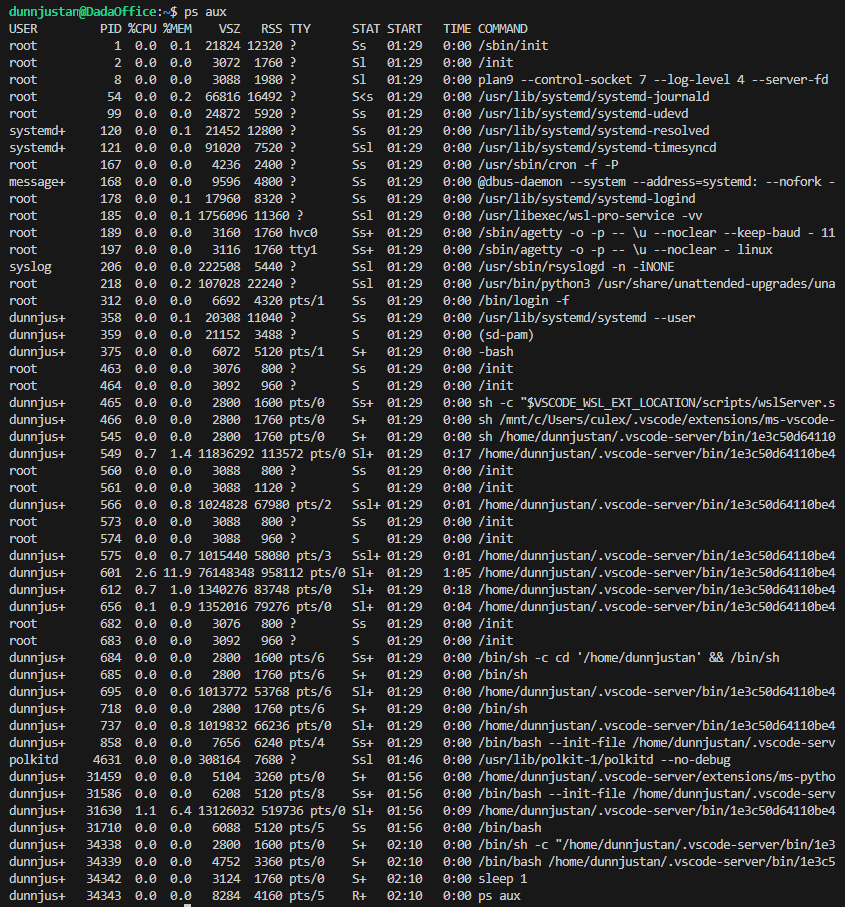 dunnjustan@DadaOffice:~$ ps aux
USER PID %CPU %MEM VSZ RSS TTY STAT START TIME COMMAND
root 1 0.0 0.1 21824 12320 ? Ss 01:29 0:00 /sbin/init
root 2 0.0 0.0 3072 1760 ? Sl 01:29 0:00 /init
root 8 0.0 0.0 3088 1980 ? Sl 01:29 0:00 plan9 --control-socket 7 --log-level 4 --server-fd
root 54 0.0 0.2 66816 16492 ? S<s 01:29 0:00 /usr/lib/systemd/systemd-journald
root 99 0.0 0.0 24872 5920 ? Ss 01:29 0:00 /usr/lib/systemd/systemd-udevd
systemd+ 120 0.0 0.1 21452 12800 ? Ss 01:29 0:00 /usr/lib/systemd/systemd-resolved
systemd+ 121 0.0 0.0 91020 7520 ? Ssl 01:29 0:00 /usr/lib/systemd/systemd-timesyncd
root 167 0.0 0.0 4236 2400 ? Ss 01:29 0:00 /usr/sbin/cron -f -P
message+ 168 0.0 0.0 9596 4800 ? Ss 01:29 0:00 @dbus-daemon --system --address=systemd: --nofork -
root 178 0.0 0.1 17960 8320 ? Ss 01:29 0:00 /usr/lib/systemd/systemd-logind
root 185 0.0 0.1 1756096 11360 ? Ssl 01:29 0:00 /usr/libexec/wsl-pro-service -vv
root 189 0.0 0.0 3160 1760 hvc0 Ss+ 01:29 0:00 /sbin/agetty -o -p -- \u --noclear --keep-baud - 11
root 197 0.0 0.0 3116 1760 tty1 Ss+ 01:29 0:00 /sbin/agetty -o -p -- \u --noclear - linux
syslog 206 0.0 0.0 222508 5440 ? Ssl 01:29 0:00 /usr/sbin/rsyslogd -n -iNONE
root 218 0.0 0.2 107028 22240 ? Ssl 01:29 0:00 /usr/bin/python3 /usr/share/unattended-upgrades/una
root 312 0.0 0.0 6692 4320 pts/1 Ss 01:29 0:00 /bin/login -f
dunnjus+ 358 0.0 0.1 20308 11040 ? Ss 01:29 0:00 /usr/lib/systemd/systemd --user
dunnjus+ 359 0.0 0.0 21152 3488 ? S 01:29 0:00 (sd-pam)
dunnjus+ 375 0.0 0.0 6072 5120 pts/1 S+ 01:29 0:00 -bash
root 463 0.0 0.0 3076 800 ? Ss 01:29 0:00 /init
root 464 0.0 0.0 3092 960 ? S 01:29 0:00 /init
dunnjus+ 465 0.0 0.0 2800 1600 pts/0 Ss+ 01:29 0:00 sh -c "$VSCODE_WSL_EXT_LOCATION/scripts/wslServer.s
dunnjus+ 466 0.0 0.0 2800 1760 pts/0 S+ 01:29 0:00 sh /mnt/c/Users/culex/.vscode/extensions/ms-vscode-
dunnjus+ 545 0.0 0.0 2800 1760 pts/0 S+ 01:29 0:00 sh /home/dunnjustan/.vscode-server/bin/1e3c50d64110
dunnjus+ 549 0.7 1.4 11836292 113572 pts/0 Sl+ 01:29 0:17 /home/dunnjustan/.vscode-server/bin/1e3c50d64110be4
root 560 0.0 0.0 3088 800 ? Ss 01:29 0:00 /init
root 561 0.0 0.0 3088 1120 ? S 01:29 0:00 /init
dunnjus+ 566 0.0 0.8 1024828 67980 pts/2 Ssl+ 01:29 0:01 /home/dunnjustan/.vscode-server/bin/1e3c50d64110be4
root 573 0.0 0.0 3088 800 ? Ss 01:29 0:00 /init
root 574 0.0 0.0 3088 960 ? S 01:29 0:00 /init
dunnjus+ 575 0.0 0.7 1015440 58080 pts/3 Ssl+ 01:29 0:01 /home/dunnjustan/.vscode-server/bin/1e3c50d64110be4
dunnjus+ 601 2.6 11.9 76148348 958112 pts/0 Sl+ 01:29 1:05 /home/dunnjustan/.vscode-server/bin/1e3c50d64110be4
dunnjus+ 612 0.7 1.0 1340276 83748 pts/0 Sl+ 01:29 0:18 /home/dunnjustan/.vscode-server/bin/1e3c50d64110be4
dunnjus+ 656 0.1 0.9 1352016 79276 pts/0 Sl+ 01:29 0:04 /home/dunnjustan/.vscode-server/bin/1e3c50d64110be4
root 682 0.0 0.0 3076 800 ? Ss 01:29 0:00 /init
root 683 0.0 0.0 3092 960 ? S 01:29 0:00 /init
dunnjus+ 684 0.0 0.0 2800 1600 pts/6 Ss+ 01:29 0:00 /bin/sh -c cd '/home/dunnjustan' && /bin/sh
dunnjus+ 685 0.0 0.0 2800 1760 pts/6 S+ 01:29 0:00 /bin/sh
dunnjus+ 695 0.0 0.6 1013772 53768 pts/6 Sl+ 01:29 0:00 /home/dunnjustan/.vscode-server/bin/1e3c50d64110be4
dunnjus+ 718 0.0 0.0 2800 1760 pts/6 S+ 01:29 0:00 /bin/sh
dunnjus+ 737 0.0 0.8 1019832 66236 pts/0 Sl+ 01:29 0:00 /home/dunnjustan/.vscode-server/bin/1e3c50d64110be4
dunnjus+ 858 0.0 0.0 7656 6240 pts/4 Ss+ 01:29 0:00 /bin/bash --init-file /home/dunnjustan/.vscode-serv
polkitd 4631 0.0 0.0 308164 7680 ? Ssl 01:46 0:00 /usr/lib/polkit-1/polkitd --no-debug
dunnjus+ 31459 0.0 0.0 5104 3260 pts/0 S+ 01:56 0:00 /home/dunnjustan/.vscode-server/extensions/ms-pytho
dunnjus+ 31586 0.0 0.0 6208 5120 pts/8 Ss+ 01:56 0:00 /bin/bash --init-file /home/dunnjustan/.vscode-serv
dunnjus+ 31630 1.1 6.4 13126032 519736 pts/0 Sl+ 01:56 0:09 /home/dunnjustan/.vscode-server/bin/1e3c50d64110be4
dunnjus+ 31710 0.0 0.0 6088 5120 pts/5 Ss 01:56 0:00 /bin/bash
dunnjus+ 34338 0.0 0.0 2800 1600 pts/0 S+ 02:10 0:00 /bin/sh -c "/home/dunnjustan/.vscode-server/bin/1e3
dunnjus+ 34339 0.0 0.0 4752 3360 pts/0 S+ 02:10 0:00 /bin/bash /home/dunnjustan/.vscode-server/bin/1e3c5
dunnjus+ 34342 0.0 0.0 3124 1760 pts/0 S+ 02:10 0:00 sleep 1
dunnjus+ 34343 0.0 0.0 8284 4160 pts/5 R+ 02:10 0:00 ps aux